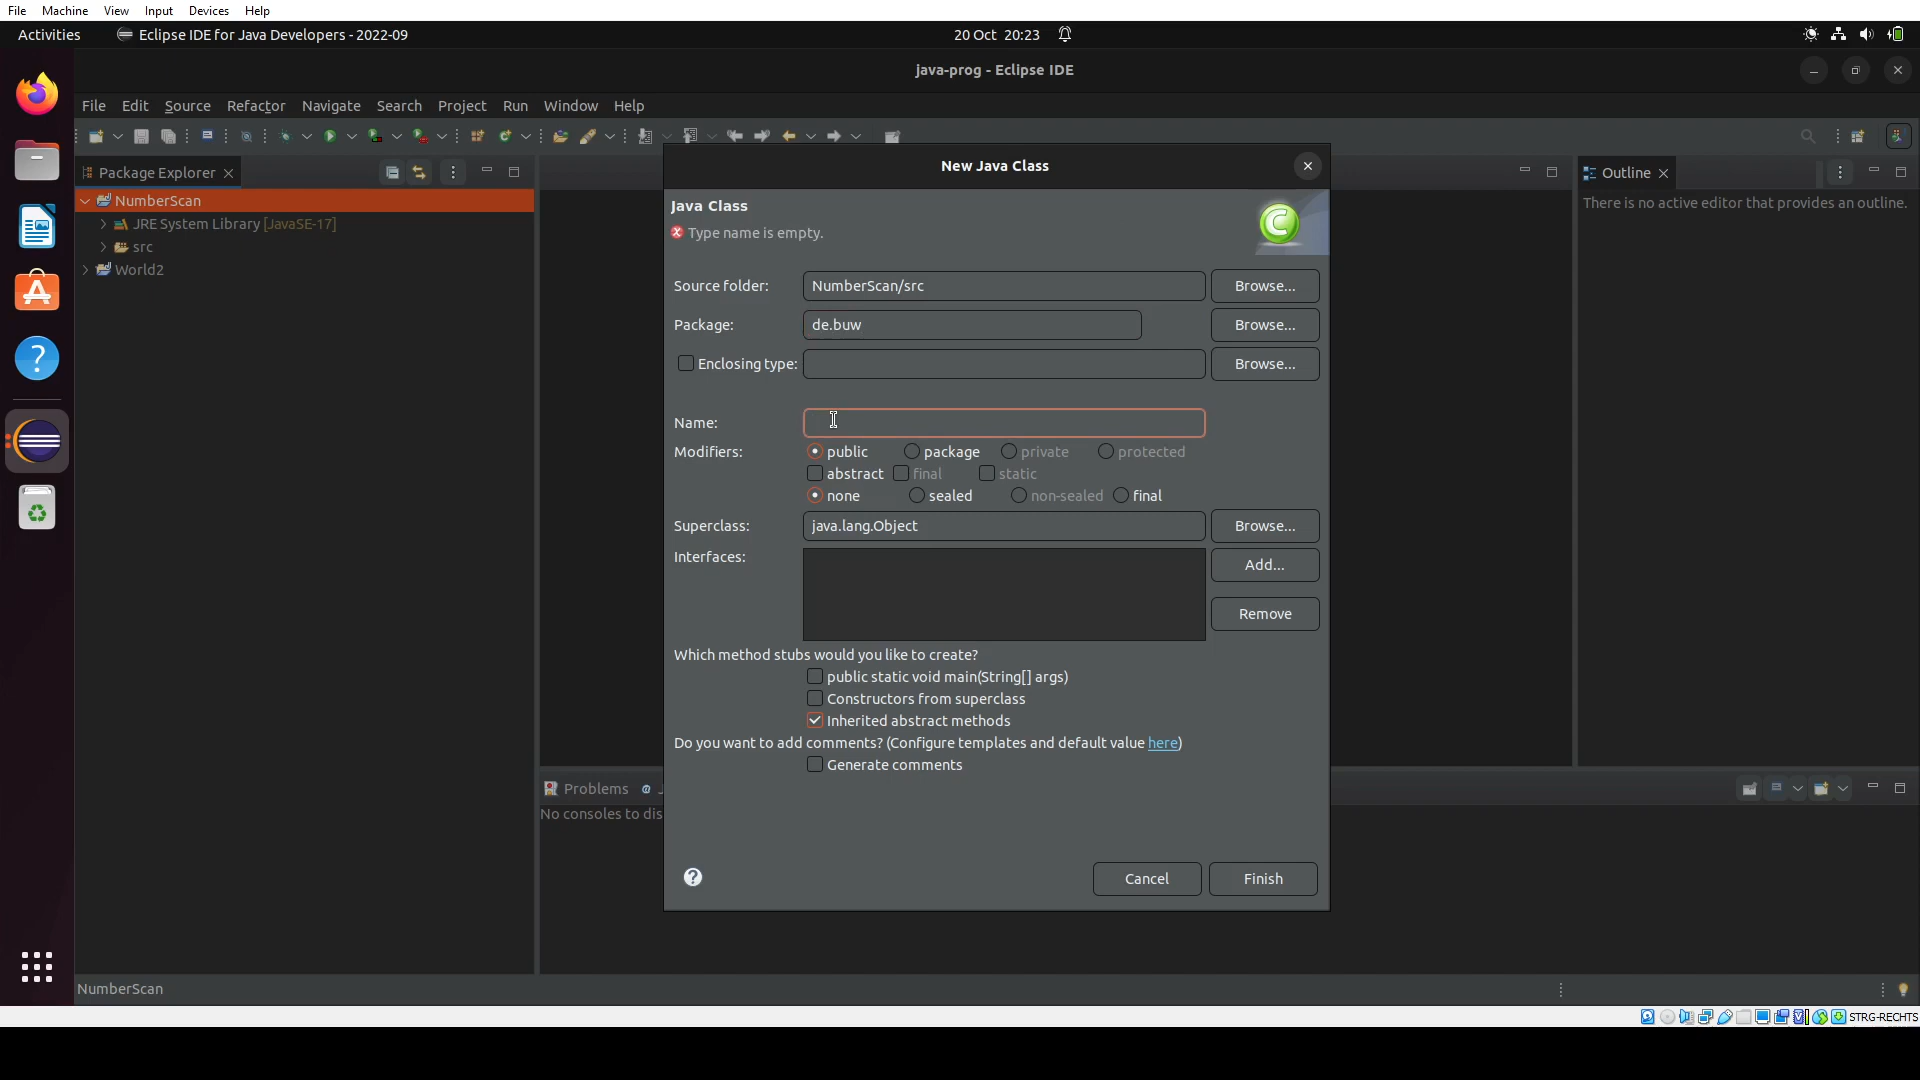 File Machine View Input Devices Help
Activities Eclipse IDE for Java Developers - 2022-09 20 Oct 20:23
java-prog - Eclipse IDE
File Edit Source Refactor Navigate Search Project Run Window Help
Package Explorer
NumberScan
JRE System Library [JavaSE-17]
src
World2
New Java Class
Java Class
Type name is empty.
Source folder: NumberScan/src Browse...
Package: de.buw Browse...
Enclosing type: Browse...
Name:
Modifiers: public package private protected
abstract final static
none sealed non-sealed final
Superclass: java.lang.Object Browse...
Interfaces: Add...
Remove
Which method stubs would you like to create?
public static void main(String[] args)
Constructors from superclass
Inherited abstract methods
Do you want to add comments? (Configure templates and default value here)
Generate comments
Cancel Finish
Outline
There is no active editor that provides an outline.
Problems @ J
No consoles to dis
NumberScan
STRG-RECHTS